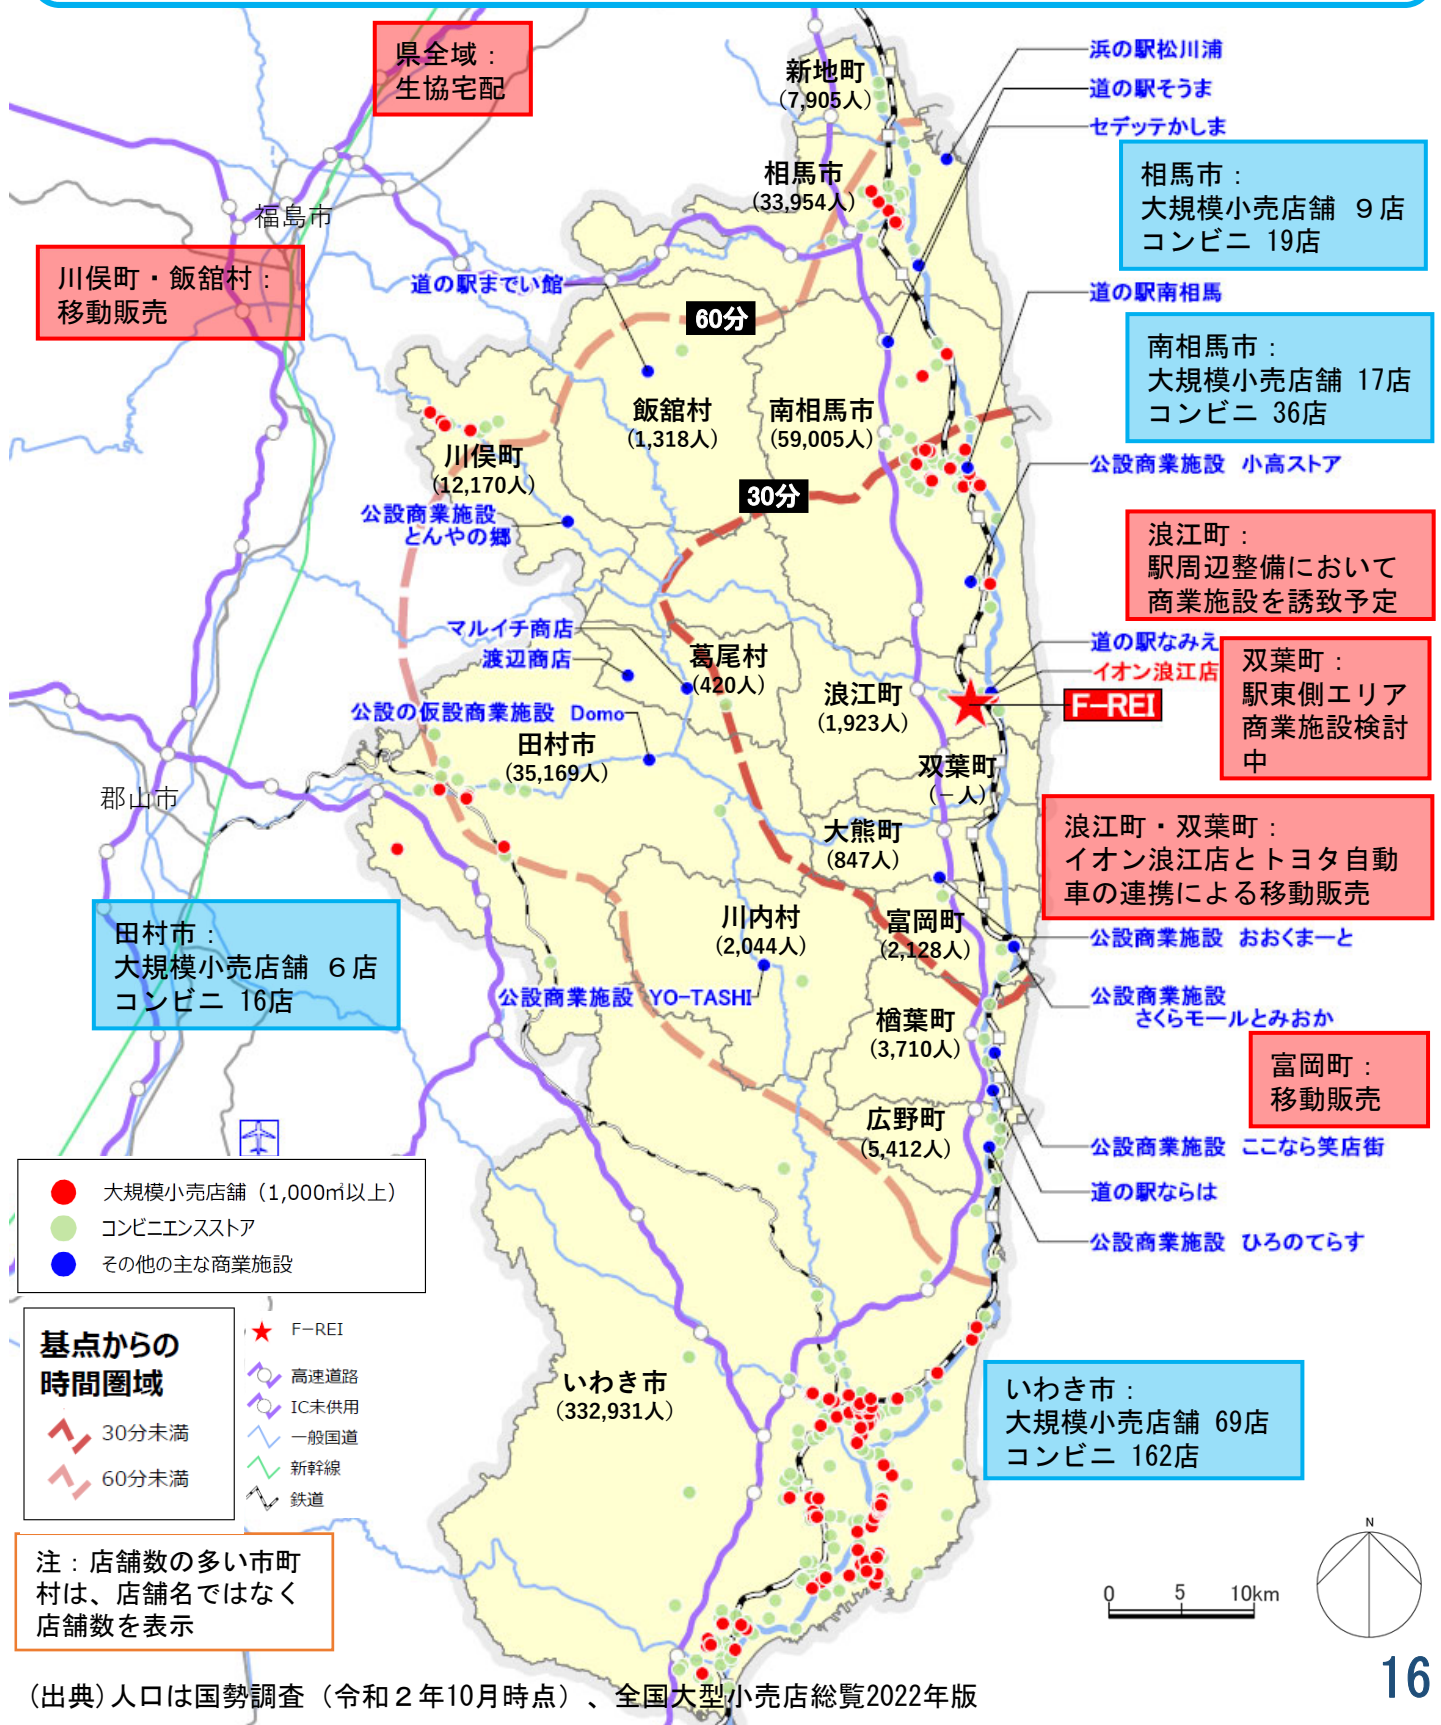 県全域：
生協宅配
新地町
(7,905人)
浜の駅松川浦
道の駅そうま
セデッテかしま
相馬市
(33,954人)
相馬市：
大規模小売店舗 ９店
コンビニ 19店
福島市
川俣町・飯舘村：
移動販売
道の駅までい館
60分
道の駅南相馬
南相馬市：
大規模小売店舗 17店
コンビニ 36店
飯舘村
(1,318人)
南相馬市
(59,005人)
川俣町
(12,170人)
公設商業施設 小高ストア
30分
公設商業施設
とんやの郷
浪江町：
駅周辺整備において
商業施設を誘致予定
マルイチ商店
渡辺商店
葛尾村
(420人)
道の駅なみえ
イオン浪江店
双葉町：
駅東側エリア
商業施設検討
中
浪江町
(1,923人)
F-REI
公設の仮設商業施設 Domo
田村市
(35,169人)
双葉町
(－人)
郡山市
大熊町
(847人)
浪江町・双葉町：
イオン浪江店とトヨタ自動
車の連携による移動販売
川内村
(2,044人)
富岡町
(2,128人)
田村市：
大規模小売店舗 ６店
コンビニ 16店
公設商業施設 おおくまーと
公設商業施設 YO-TASHI
公設商業施設
さくらモールとみおか
楢葉町
(3,710人)
富岡町：
移動販売
広野町
(5,412人)
公設商業施設 ここなら笑店街
道の駅ならは
公設商業施設 ひろのてらす
大規模小売店舗（1,000㎡以上）
コンビニエンスストア
その他の主な商業施設
基点からの
時間圏域
30分未満
60分未満
F-REI
高速道路
IC未供用
一般国道
新幹線
鉄道
いわき市
(332,931人)
いわき市：
大規模小売店舗 69店
コンビニ 162店
注：店舗数の多い市町
村は、店舗名ではなく
店舗数を表示
N
0 5 10km
(出典)人口は国勢調査（令和２年10月時点）、全国大型小売店総覧2022年版
16